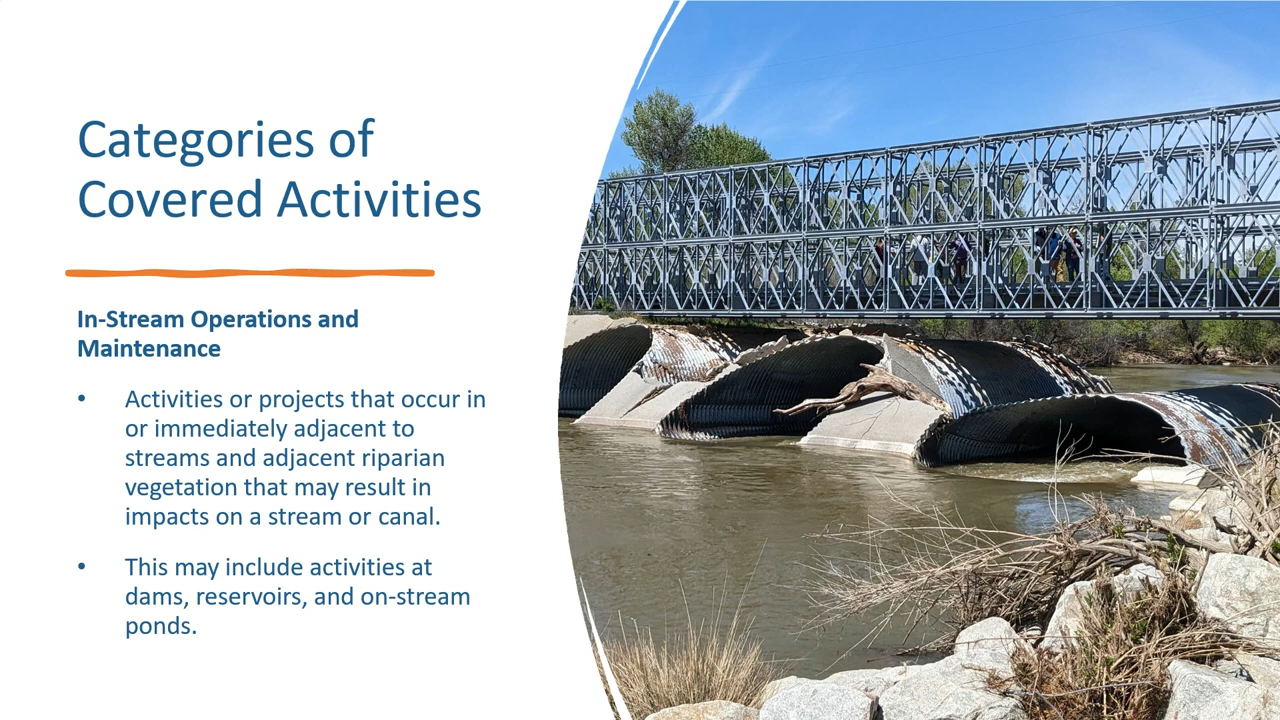 Categories of
Covered Activities
In-Stream Operations and
Maintenance
• Activities or projects that occur in
or immediately adjacent to
streams and adjacent riparian
vegetation that may result in
impacts on a stream or canal.
• This may include activities at
dams, reservoirs, and on-stream
ponds.